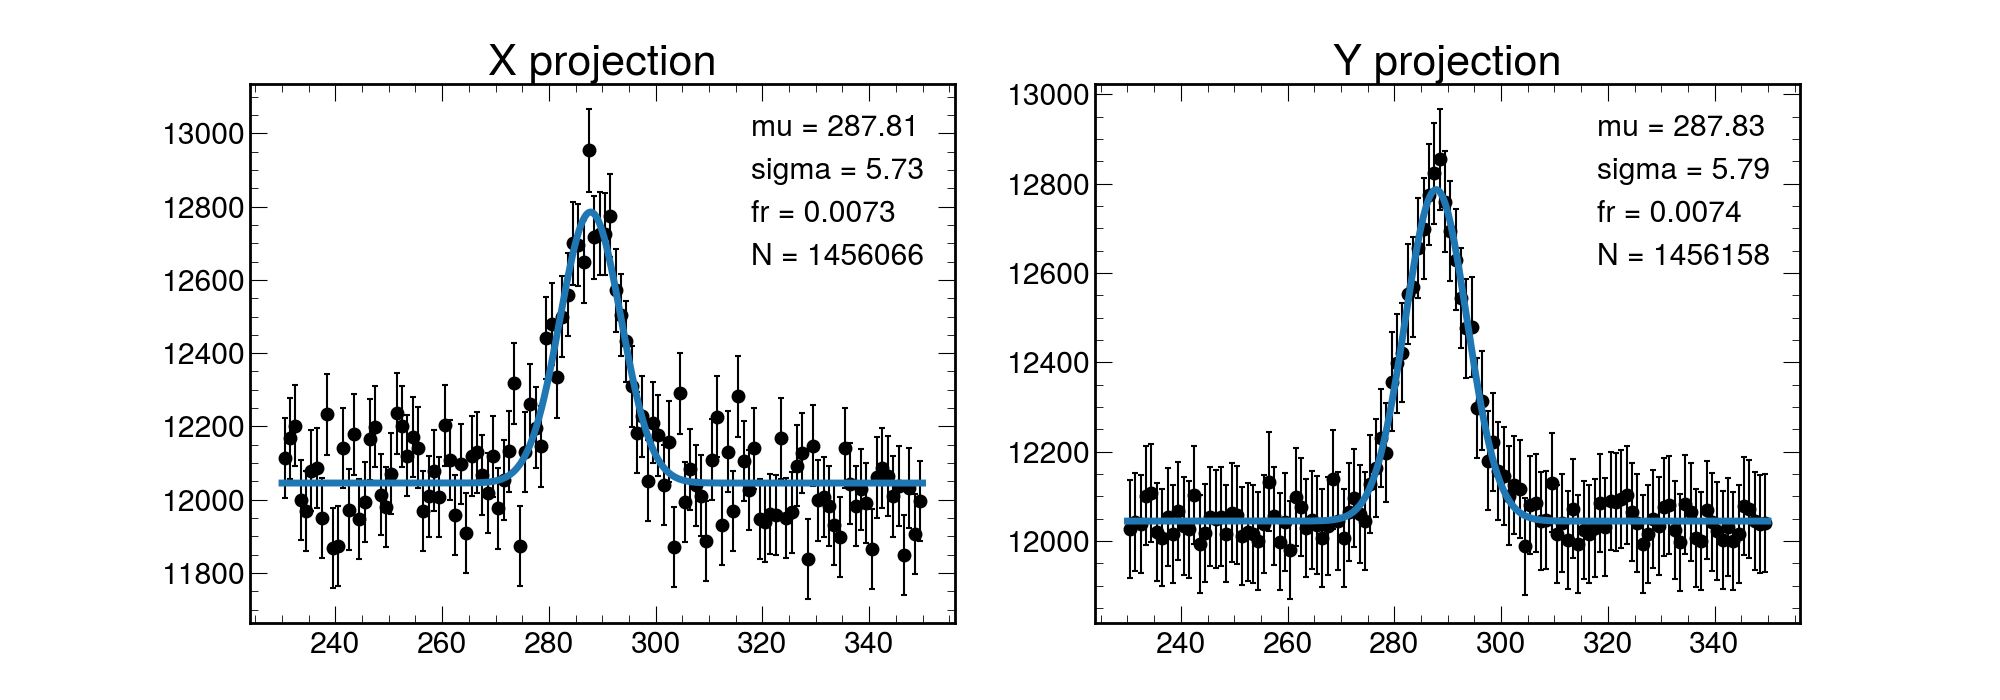 X projection
13000
12800
12600
12400
12200
12000
11800
mu = 287.81
sigma = 5.73
fr = 0.0073
N = 1456066
240 260 280 300 320 340
Y projection
13000
12800
12600
12400
12200
12000
mu = 287.83
sigma = 5.79
fr = 0.0074
N = 1456158
240 260 280 300 320 340